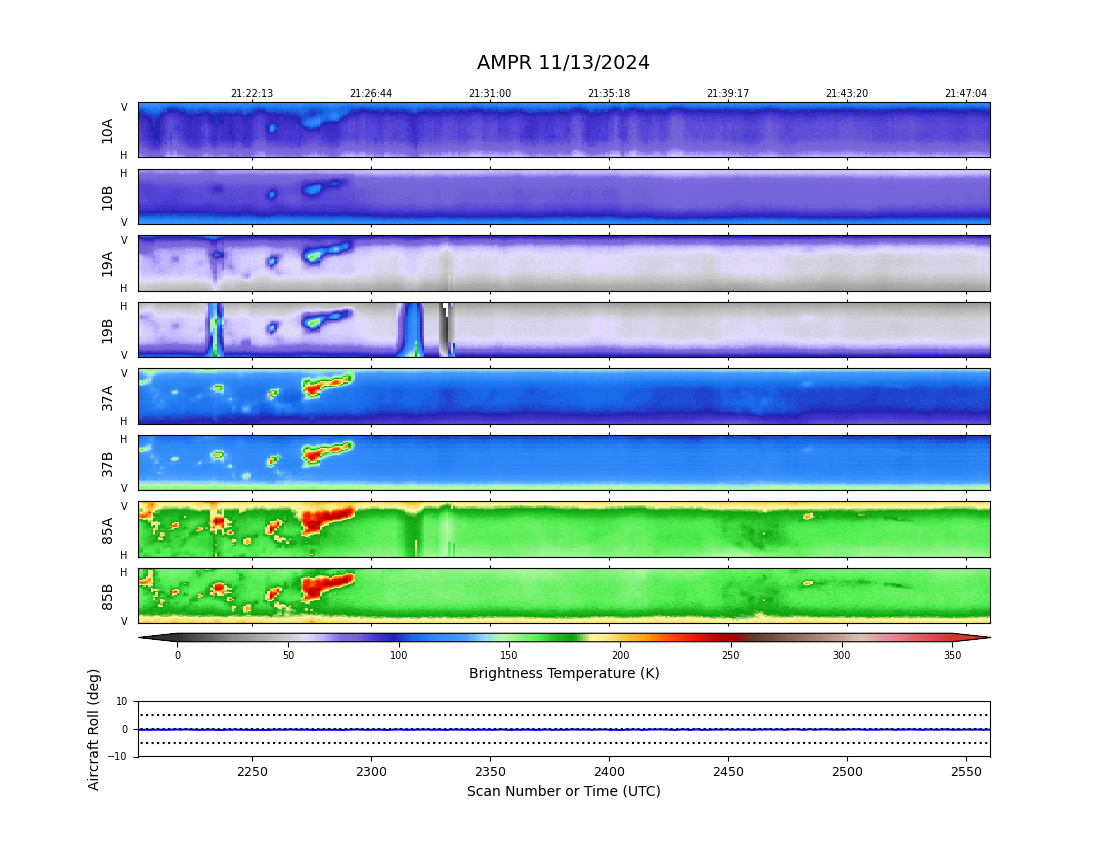 AMPR 11/13/2024
21:22:13 21:26:44 21:31:00 21:35:18 21:39:17 21:43:20 21:47:04
V
10A
H
H
10B
V
V
19A
H
H
19B
V
V
37A
H
H
37B
V
V
85A
H
H
85B
V
0 50 100 150 200 250 300 350
Brightness Temperature (K)
Aircraft Roll (deg)
10
0
−10
2250 2300 2350 2400 2450 2500 2550
Scan Number or Time (UTC)